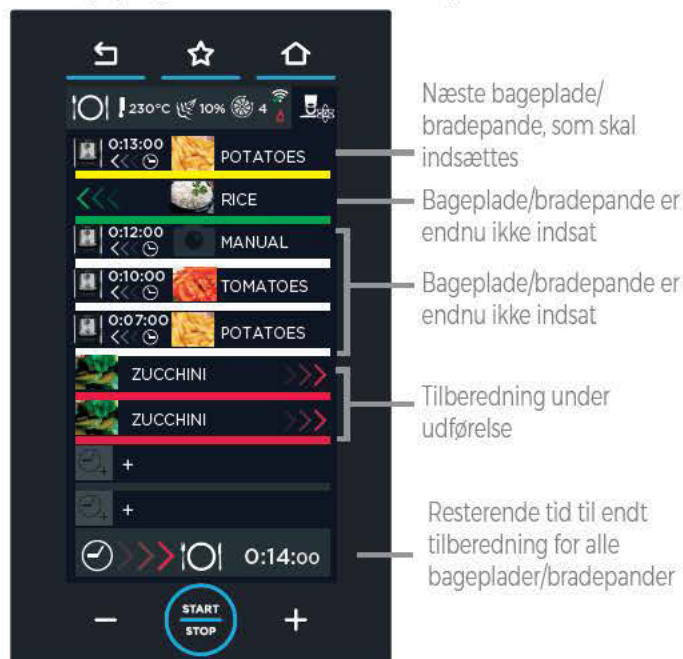 230°C 10% 4
0:13:00
POTATOES
RICE
0:12:00
MANUAL
0:10:00
TOMATOES
0:07:00
POTATOES
ZUCCHINI
ZUCCHINI
+
+
0:14:00
− START STOP +
Næste bageplade/
bradepande, som skal
indsættes
Bageplade/bradepande er
endnu ikke indsat
Bageplade/bradepande er
endnu ikke indsat
Tilberedning under
udførelse
Resterende tid til endt
tilberedning for alle
bageplader/bradepander